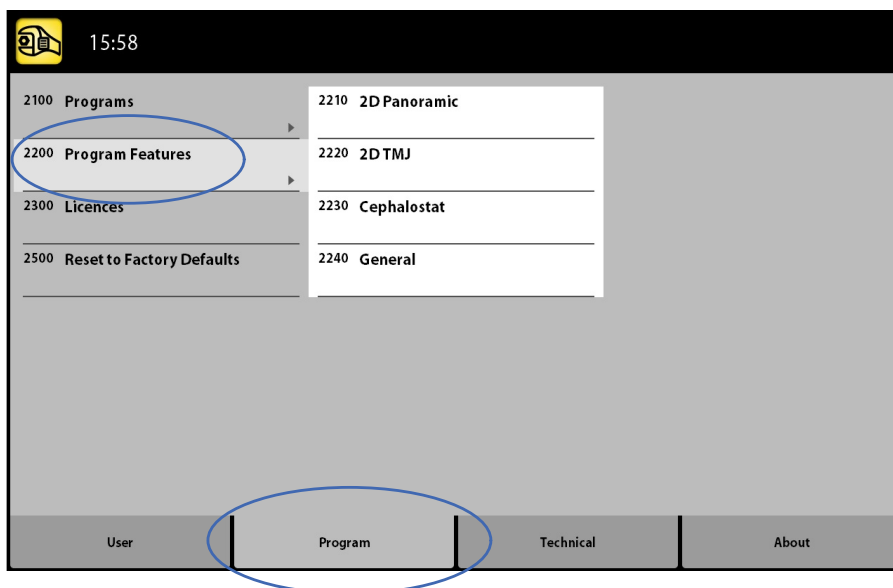 15:58
2100 Programs
2200 Program Features
2300 Licences
2500 Reset to Factory Defaults
2210 2D Panoramic
2220 2D TMJ
2230 Cephalostat
2240 General
User
Program
Technical
About